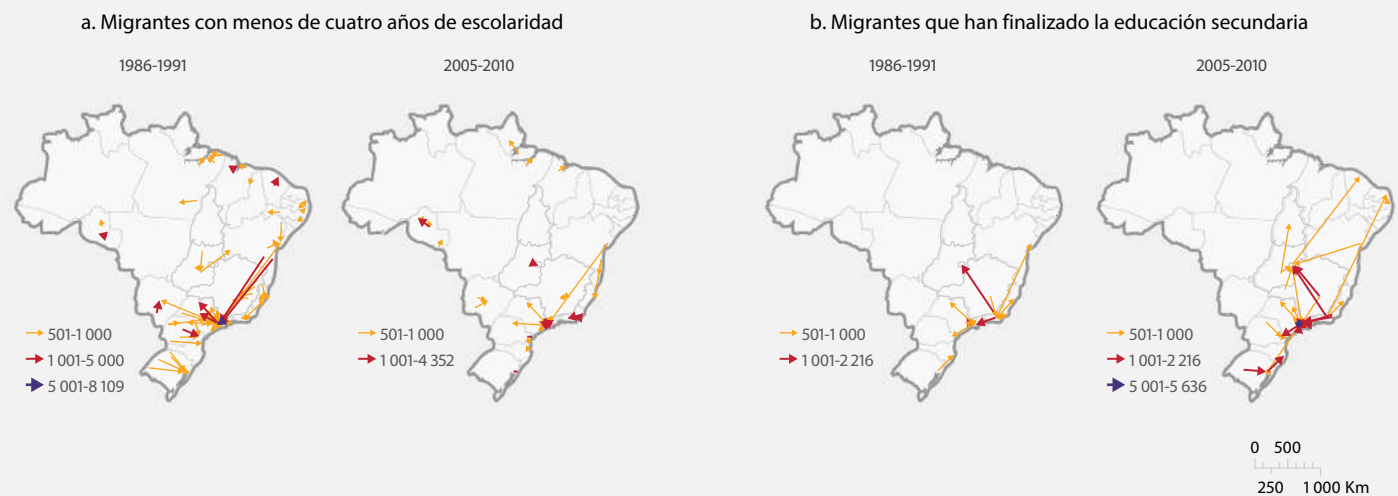 a. Migrantes con menos de cuatro años de escolaridad
1986-1991
2005-2010
501-1 000
1 001-5 000
5 001-8 109
501-1 000
1 001-4 352
b. Migrantes que han finalizado la educación secundaria
1986-1991
2005-2010
501-1 000
1 001-2 216
501-1 000
1 001-2 216
5 001-5 636
0 500
250 1 000 Km